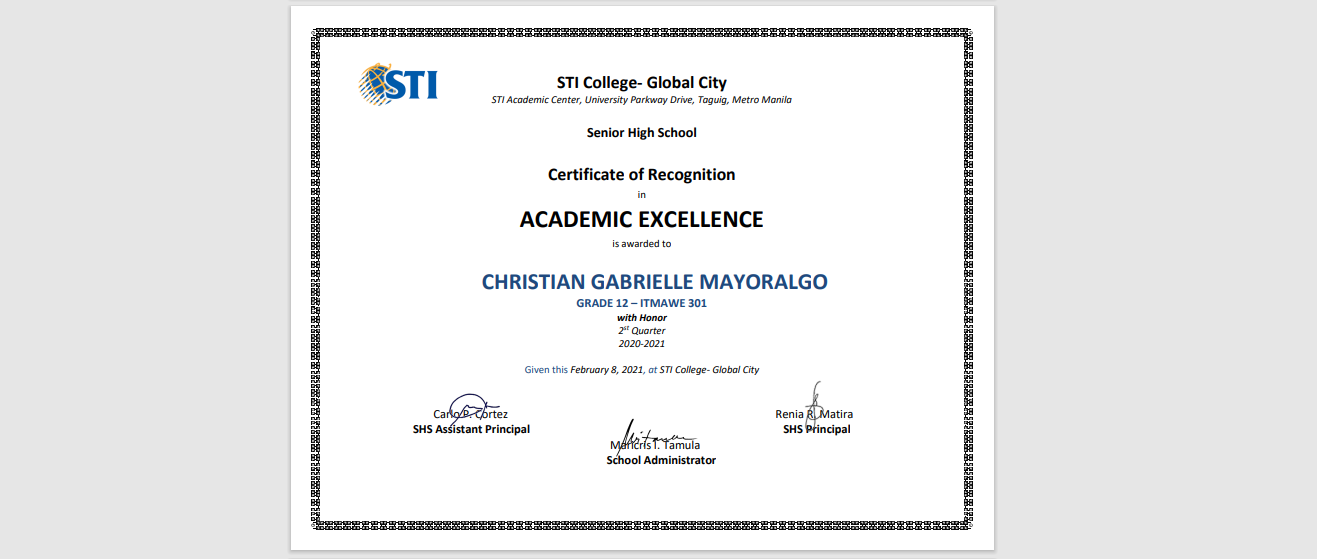 STI
STI College- Global City
STI Academic Center, University Parkway Drive, Taguig, Metro Manila
Senior High School
Certificate of Recognition
in
ACADEMIC EXCELLENCE
is awarded to
CHRISTIAN GABRIELLE MAYORALGO
GRADE 12 – ITMAWE 301
with Honor
2st Quarter
2020-2021
Given this February 8, 2021, at STI College- Global City
Carlo P. Cortez
SHS Assistant Principal
Renia R. Matira
SHS Principal
Maricris I. Tamula
School Administrator